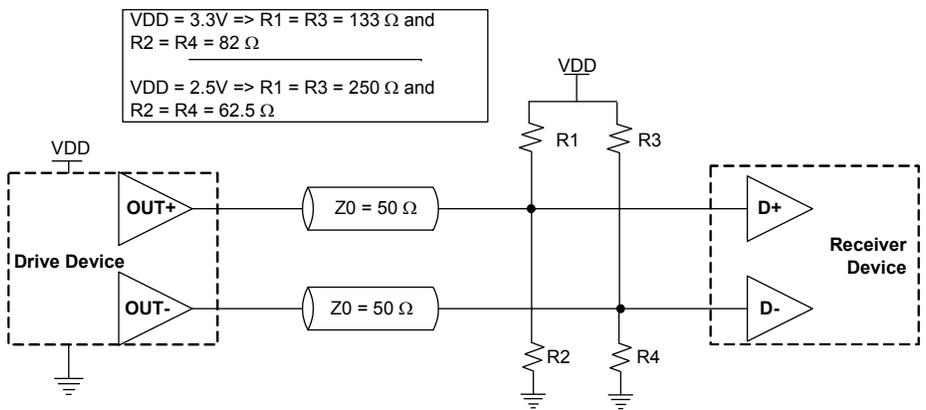 VDD = 3.3V => R1 = R3 = 133 Ω and
R2 = R4 = 82 Ω
VDD = 2.5V => R1 = R3 = 250 Ω and
R2 = R4 = 62.5 Ω
VDD
R1
R3
VDD
OUT+
Z0 = 50 Ω
D+
Drive Device
Receiver
Device
OUT-
Z0 = 50 Ω
D-
R2
R4